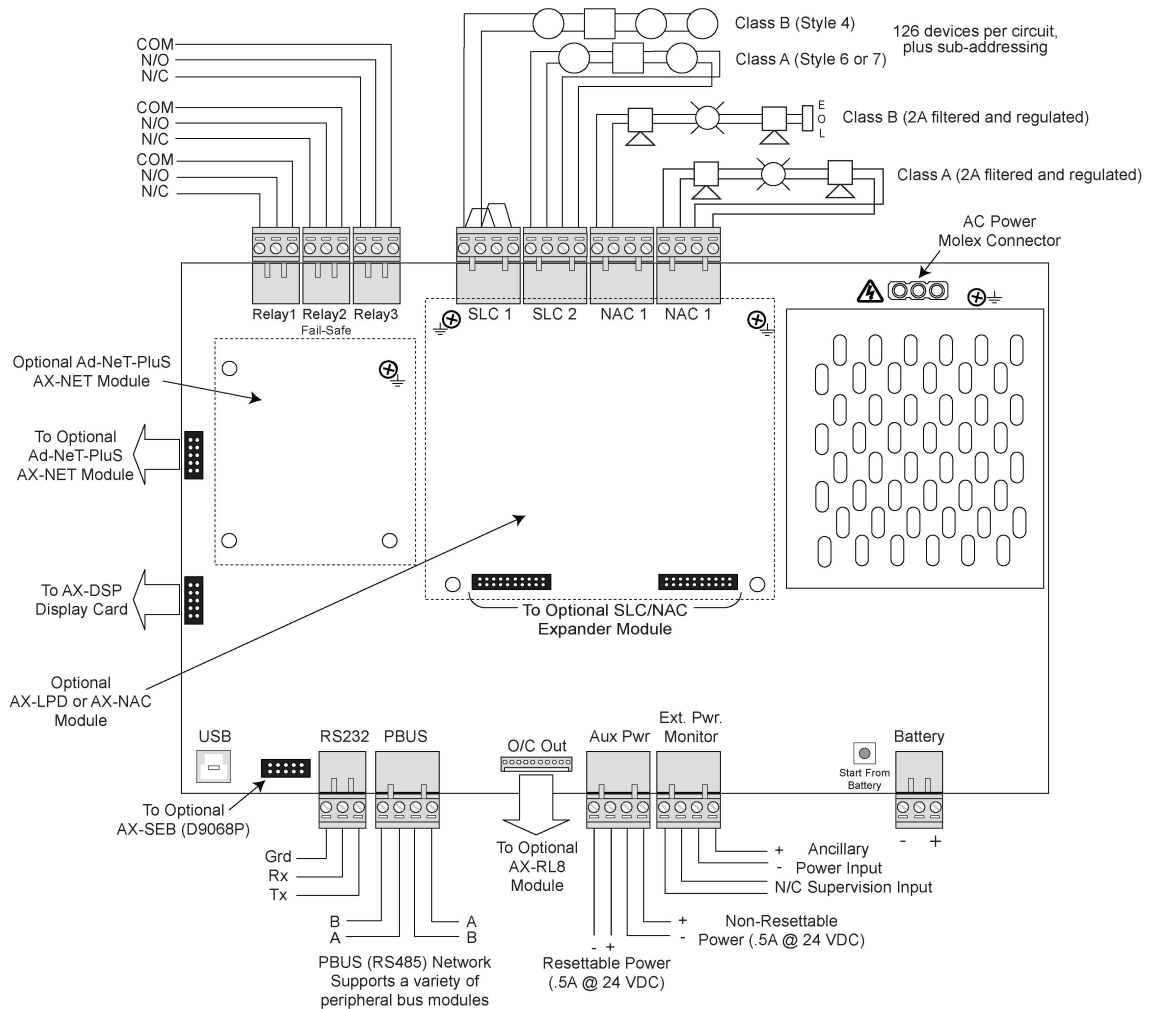 COM
N/O
N/C
COM
N/O
N/C
COM
N/O
N/C
Class B (Style 4)
126 devices per circuit,
plus sub-addressing
Class A (Style 6 or 7)
E
O
L
Class B (2A filtered and regulated)
Class A (2A flitered and regulated)
AC Power
Molex Connector
Relay1
Relay2
Relay3
Fail-Safe
SLC 1
SLC 2
NAC 1
NAC 1
Optional Ad-NeT-PluS
AX-NET Module
To Optional
Ad-NeT-PluS
AX-NET Module
To AX-DSP
Display Card
To Optional SLC/NAC
Expander Module
Optional
AX-LPD or AX-NAC
Module
USB
RS232
PBUS
O/C Out
Aux Pwr
Ext. Pwr.
Monitor
Start From
Battery
Battery
- +
To Optional
AX-SEB (D9068P)
Grd
Rx
Tx
B
A
A
B
PBUS (RS485) Network
Supports a variety of
peripheral bus modules
To Optional
AX-RL8
Module
+ Ancillary
- Power Input
N/C Supervision Input
+ Non-Resettable
- Power (.5A @ 24 VDC)
- +
Resettable Power
(.5A @ 24 VDC)